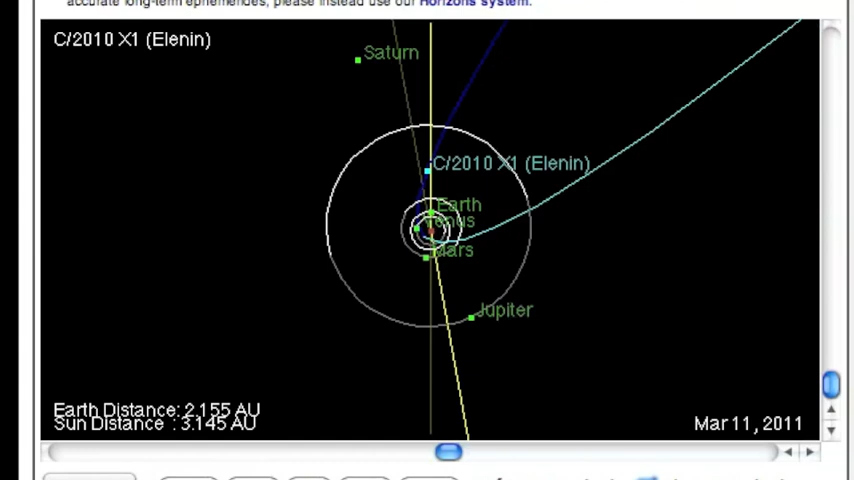 accurate long-term ephemerides, please instead use our Horizons system.
C/2010 X1 (Elenin)
Saturn
C/2010 X1 (Elenin)
Earth
Venus
Mars
Jupiter
Earth Distance: 2.155 AU
Sun Distance : 3.145 AU
Mar 11, 2011